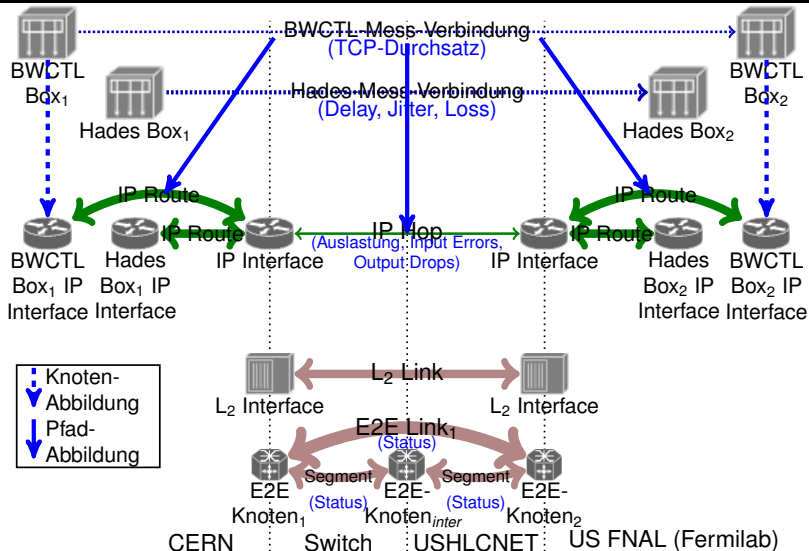 BWCTL-Mess-Verbindung
(TCP-Durchsatz)
BWCTL
Box1
BWCTL
Box2
Hades-Mess-Verbindung
(Delay, Jitter, Loss)
Hades Box1
Hades Box2
IP Route
IP Route
IP Route
IP Hop
IP Route
(Auslastung, Input Errors,
Output Drops)
BWCTL
Box1 IP
Interface
Hades
Box1 IP
Interface
IP Interface
IP Interface
Hades
Box2 IP
Interface
BWCTL
Box2 IP
Interface
Knoten-
Abbildung
Pfad-
Abbildung
L2 Link
L2 Interface
L2 Interface
E2E Link1
(Status)
Segment
(Status)
Segment
(Status)
E2E
Knoten1
E2E-
Knoteninter
E2E-
Knoten2
CERN
Switch
USHLCNET
US FNAL (Fermilab)